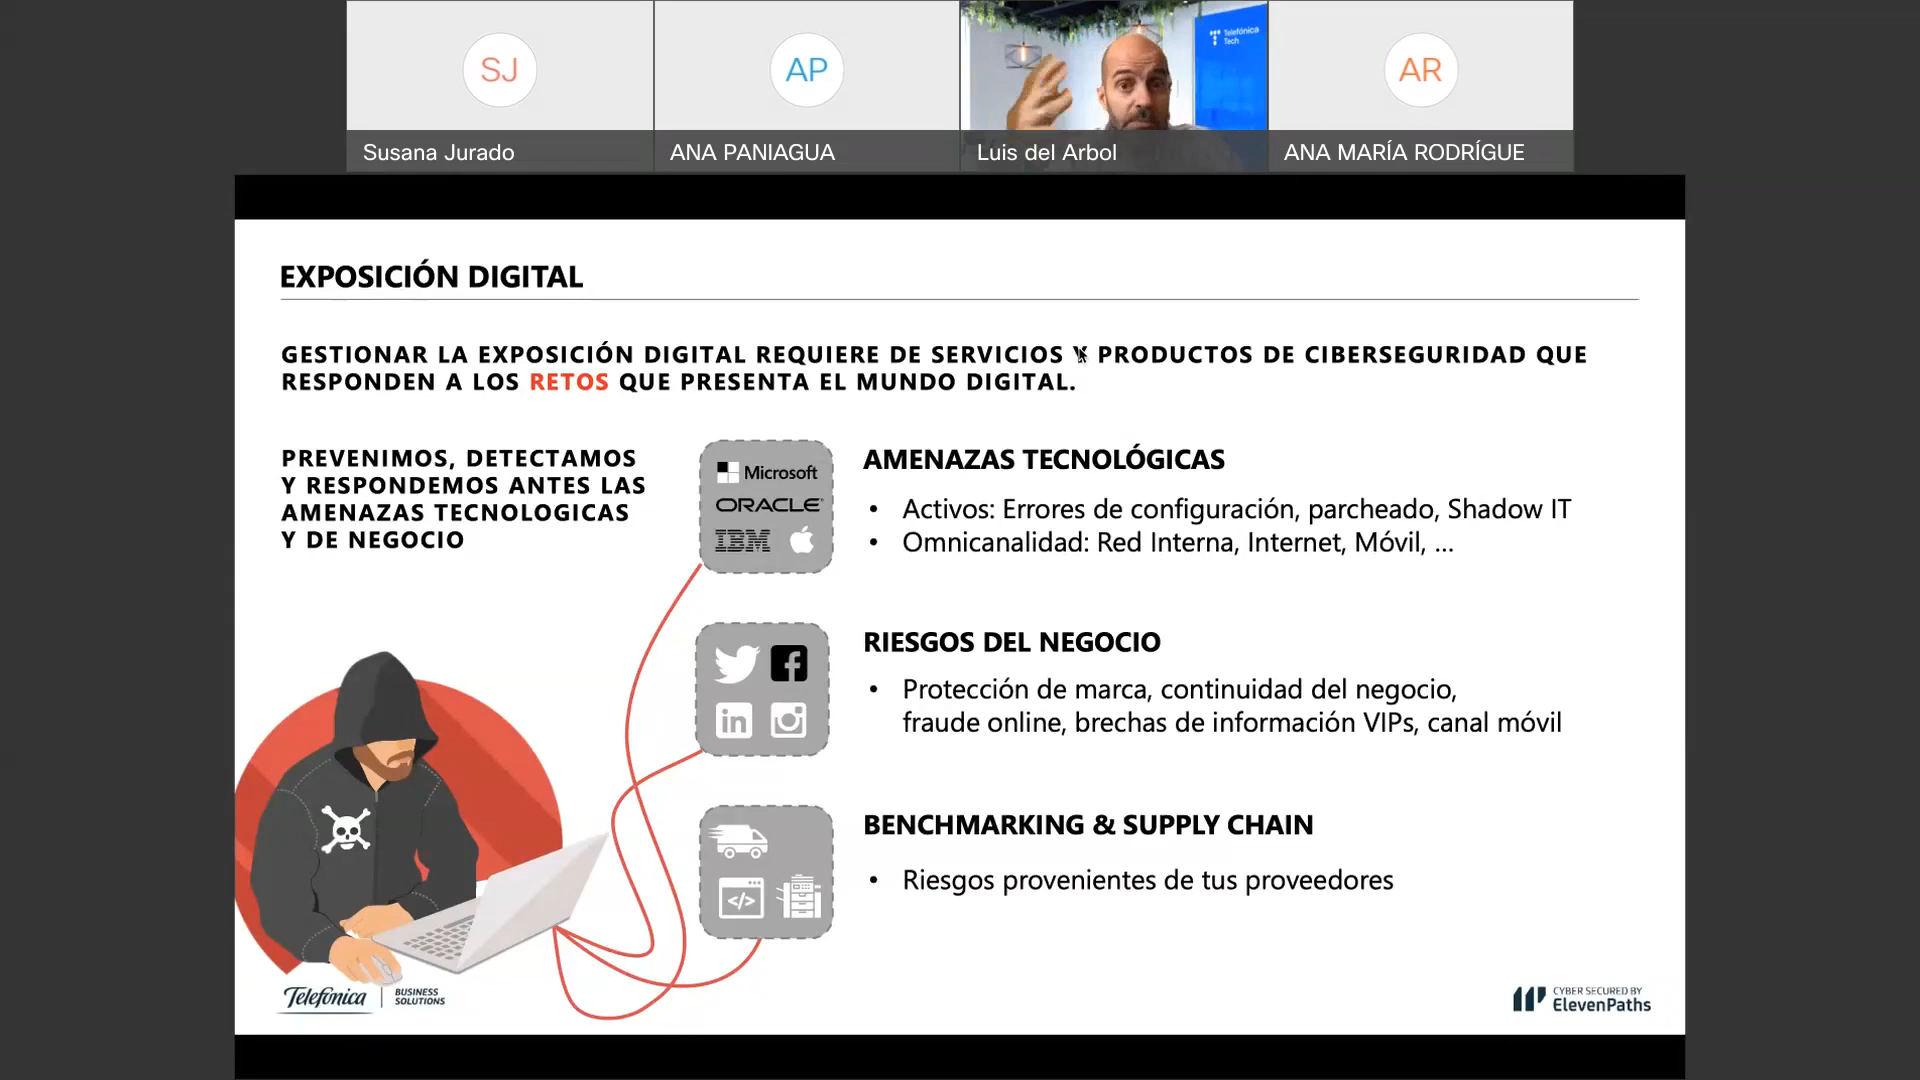 SJ
AP
Telefónica
Tech
AR
Susana Jurado
ANA PANIAGUA
Luis del Arbol
ANA MARÍA RODRÍGUE
EXPOSICIÓN DIGITAL
GESTIONAR LA EXPOSICIÓN DIGITAL REQUIERE DE SERVICIOS Y PRODUCTOS DE CIBERSEGURIDAD QUE
RESPONDEN A LOS RETOS QUE PRESENTA EL MUNDO DIGITAL.
PREVENIMOS, DETECTAMOS
Y RESPONDEMOS ANTES LAS
AMENAZAS TECNOLOGICAS
Y DE NEGOCIO
Microsoft
ORACLE
IBM
AMENAZAS TECNOLÓGICAS
• Activos: Errores de configuración, parcheado, Shadow IT
• Omnicanalidad: Red Interna, Internet, Móvil, ...
in
RIESGOS DEL NEGOCIO
• Protección de marca, continuidad del negocio,
fraude online, brechas de información VIPs, canal móvil
</>
BENCHMARKING & SUPPLY CHAIN
• Riesgos provenientes de tus proveedores
Telefónica
BUSINESS
SOLUTIONS
CYBER SECURED BY
ElevenPaths